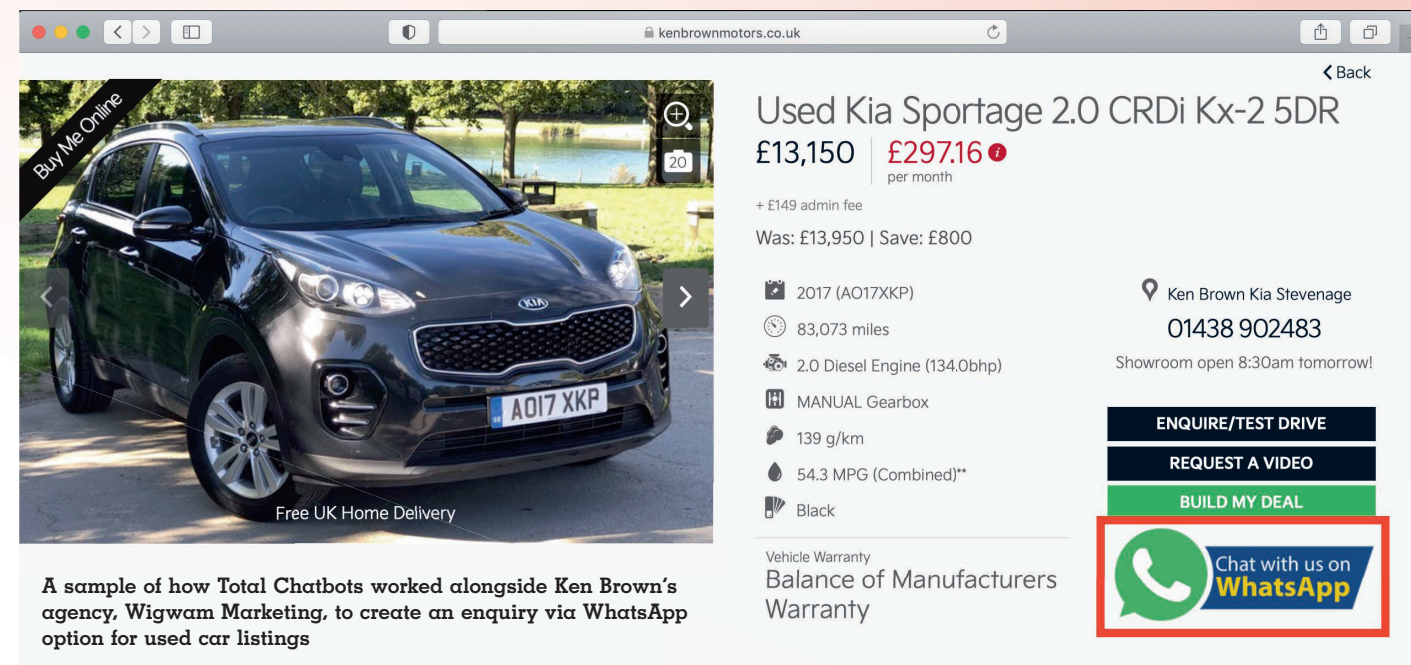 kenbrownmotors.co.uk
Back
Buy Me Online
20
KIA
AO17 XKP
Free UK Home Delivery
Used Kia Sportage 2.0 CRDi Kx-2 5DR
£13,150 £297.16 i
per month
+ £149 admin fee
Was: £13,950 | Save: £800
2017 (AO17XKP)
83,073 miles
2.0 Diesel Engine (134.0bhp)
MANUAL Gearbox
139 g/km
54.3 MPG (Combined)**
Black
Vehicle Warranty
Balance of Manufacturers
Warranty
Ken Brown Kia Stevenage
01438 902483
Showroom open 8:30am tomorrow!
ENQUIRE/TEST DRIVE
REQUEST A VIDEO
BUILD MY DEAL
Chat with us on
WhatsApp
A sample of how Total Chatbots worked alongside Ken Brown's
agency, Wigwam Marketing, to create an enquiry via WhatsApp
option for used car listings